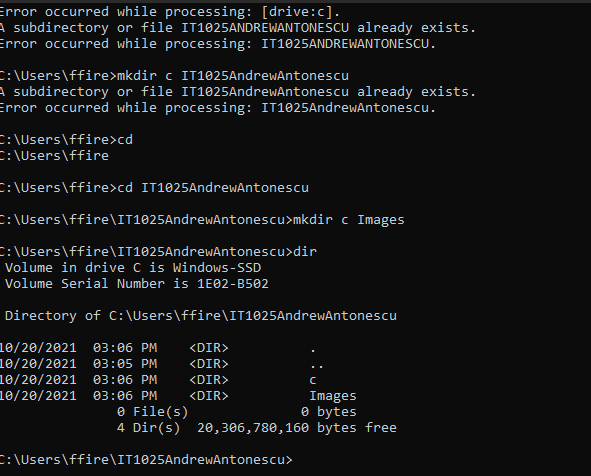 Error occurred while processing: [drive:c].
A subdirectory or file IT1025ANDREWANTONESCU already exists.
Error occurred while processing: IT1025ANDREWANTONESCU.
C:\Users\ffire>mkdir c IT1025AndrewAntonescu
A subdirectory or file IT1025AndrewAntonescu already exists.
Error occurred while processing: IT1025AndrewAntonescu.
C:\Users\ffire>cd
C:\Users\ffire
C:\Users\ffire>cd IT1025AndrewAntonescu
C:\Users\ffire\IT1025AndrewAntonescu>mkdir c Images
C:\Users\ffire\IT1025AndrewAntonescu>dir
Volume in drive C is Windows-SSD
Volume Serial Number is 1E02-B502
Directory of C:\Users\ffire\IT1025AndrewAntonescu
10/20/2021  03:06 PM    <DIR>          .
10/20/2021  03:05 PM    <DIR>          ..
10/20/2021  03:06 PM    <DIR>          c
10/20/2021  03:06 PM    <DIR>          Images
0 File(s)              0 bytes
4 Dir(s)  20,306,780,160 bytes free
C:\Users\ffire\IT1025AndrewAntonescu>